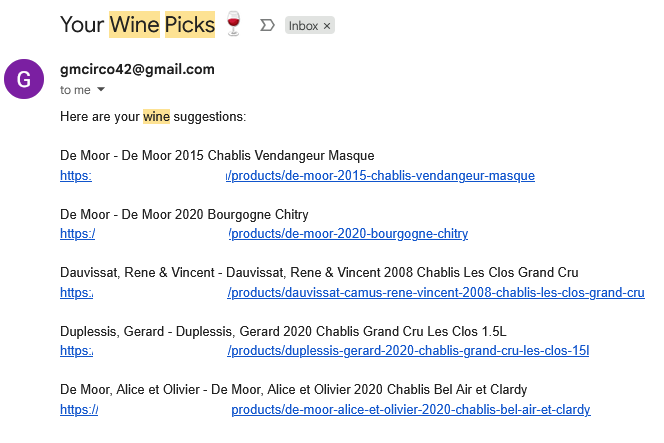 Your Wine Picks 🍷 Inbox ×
G
gmcirco42@gmail.com
to me
Here are your wine suggestions:
De Moor - De Moor 2015 Chablis Vendangeur Masque
https: /products/de-moor-2015-chablis-vendangeur-masque
De Moor - De Moor 2020 Bourgogne Chitry
https:/ /products/de-moor-2020-bourgogne-chitry
Dauvissat, Rene & Vincent - Dauvissat, Rene & Vincent 2008 Chablis Les Clos Grand Cru
https: /products/dauvissat-camus-rene-vincent-2008-chablis-les-clos-grand-cru
Duplessis, Gerard - Duplessis, Gerard 2020 Chablis Grand Cru Les Clos 1.5L
https: /products/duplessis-gerard-2020-chablis-grand-cru-les-clos-15l
De Moor, Alice et Olivier - De Moor, Alice et Olivier 2020 Chablis Bel Air et Clardy
https:// products/de-moor-alice-et-olivier-2020-chablis-bel-air-et-clardy